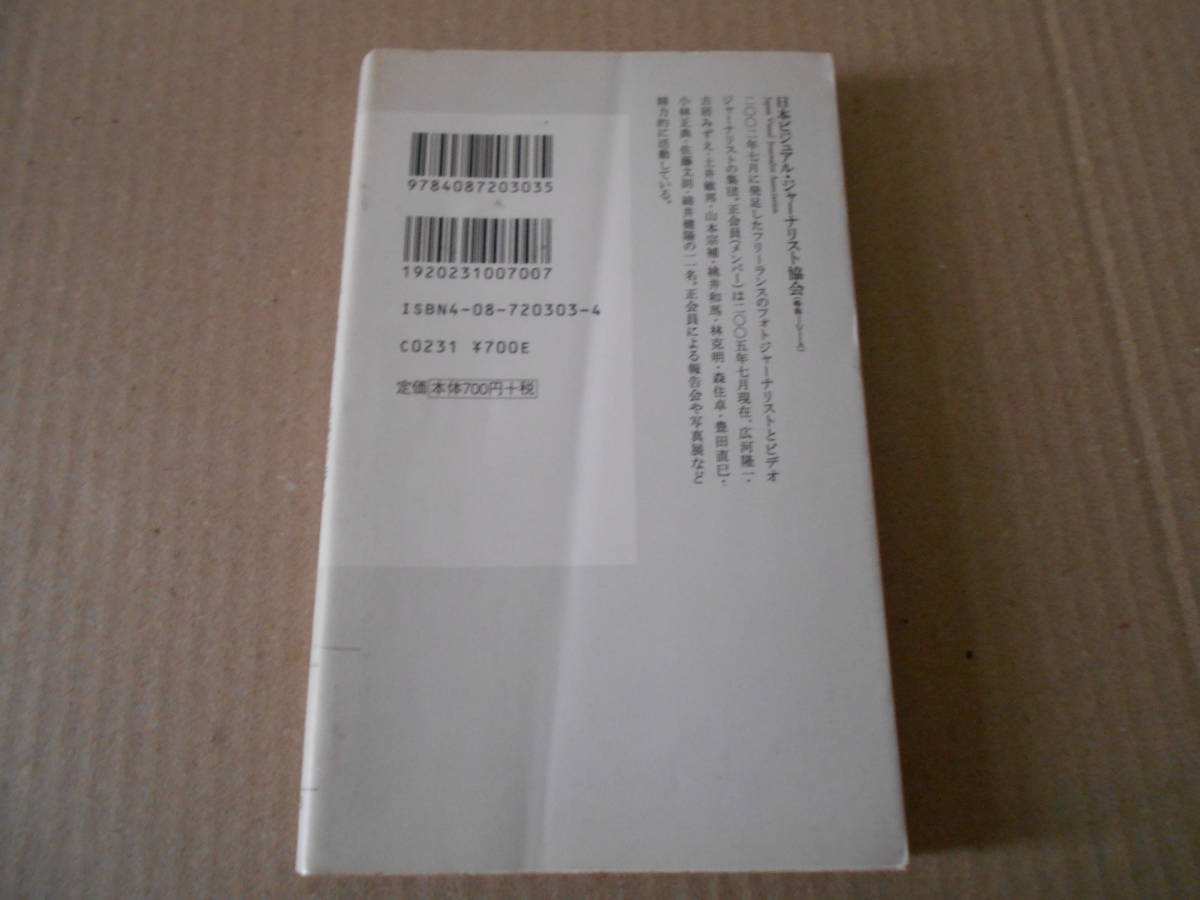 日本ビジュアル・ジャーナリスト協会
Japan Visual Journalist Association
二〇〇二年七月に発足したフリーランスのフォトジャーナリストとビデオ
ジャーナリストの集団。正会員(メンバー)は二〇〇五年七月現在、広河隆一・
古居みずえ・土井敏邦・山本宗補・桃井和馬・林克明・森住卓・豊田直巳・
小林正典・佐藤文則・綿井健陽の一一名。正会員による報告会や写真展など
精力的に活動している。
9784087203035
1920231007007
ISBN4-08-720303-4
C0231 ¥700E
定価 本体700円+税